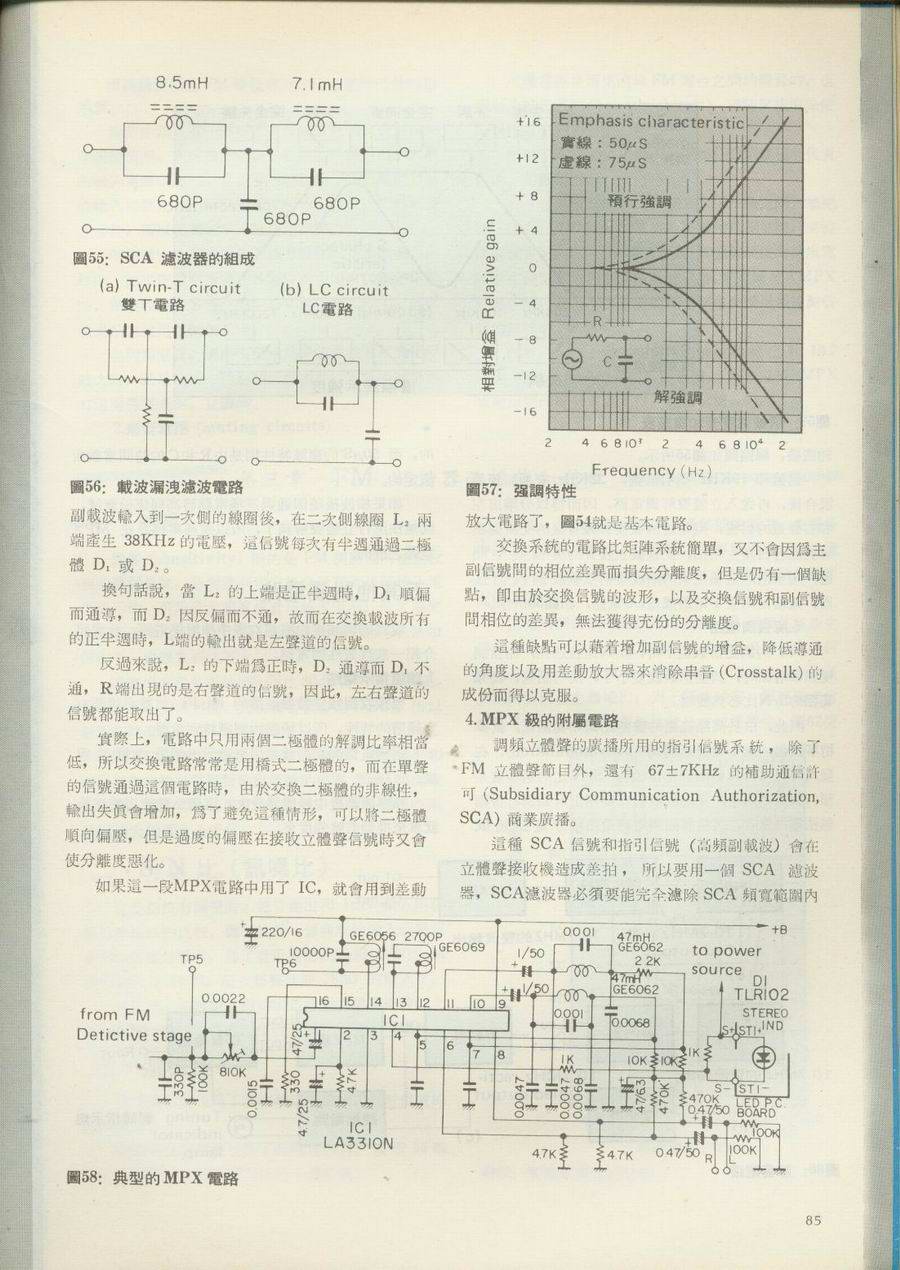 8.5mH 7.1mH
680P 680P
680P
圖55: SCA 濾波器的組成
(a) Twin-T circuit (b) LC circuit
雙T電路 LC電路
圖56: 載波漏洩濾波電路
副載波輸入到一次側的線圈後，在二次側線圈 L₂ 兩
端產生 38KHz 的電壓，這信號每次有半週通過二極
體 D₁ 或 D₂。
換句話說，當 L₂ 的上端是正半週時， D₁ 順偏
而通導，而 D₂ 因反偏而不通，故而在交換載波所有
的正半週時，L端的輸出就是左聲道的信號。
反過來說，L₂ 的下端爲正時，D₂ 通導而 D₁ 不
通，R端出現的是右聲道的信號，因此，左右聲道的
信號都能取出了。
實際上，電路中只用兩個二極體的解調比率相當
低，所以交換電路常常是用橋式二極體的，而在單聲
的信號通過這個電路時，由於交換二極體的非線性，
輸出失眞會增加，爲了避免這種情形，可以將二極體
順向偏壓，但是過度的偏壓在接收立體聲信號時又會
使分離度惡化。
如果這一段MPX電路中用了 IC，就會用到差動
Emphasis characteristic
實線：50μS
虛線：75μS
預行強調
解強調
R
C
+16
+12
+8
+4
0
-4
-8
-12
-16
相對增益 Relative gain
2 4 6 8 10³ 2 4 6 8 10⁴ 2
Frequency (Hz)
圖57: 强調特性
放大電路了，圖54就是基本電路。
交換系統的電路比矩陣系統簡單，又不會因爲主
副信號間的相位差異而損失分離度，但是仍有一個缺
點，卽由於交換信號的波形，以及交換信號和副信號
間相位的差異，無法獲得充份的分離度。
這種缺點可以藉着增加副信號的增益，降低導通
的角度以及用差動放大器來消除串音 (Crosstalk) 的
成份而得以克服。
4. MPX 級的附屬電路
調頻立體聲的廣播所用的指引信號系統，除了
FM 立體聲節目外，還有 67±7KHz 的補助通信許
可 (Subsidiary Communication Authorization,
SCA) 商業廣播。
這種 SCA 信號和指引信號 (高頻副載波) 會在
立體聲接收機造成差拍，所以要用一個 SCA 濾波
器，SCA濾波器必須要能完全濾除 SCA 頻寬範圍內
220/16 GE6056 2700P GE6069
10000P
TP5 TP6
0.0022
from FM
Detictive stage
330P 100K 810K 0.0015 330 47/25 4.7/25 4.7K
16 15 14 13 12 11 10 9
IC1
2 3 4 5 6 7 8
IC1
LA3310N
1/50 1/50
0.001 47mH
GE6062
2.2K
47mH
GE6062
0.001 0.0068
+B
to power
source
D1
TLR102
STEREO
IND
S+ ST1+
S- ST1-
LED P.C.
BOARD
1K 10K 10K 1K
0.0047 0.0047 0.0068 47/6.3 470K 470K
0.47/50
0.47/50
100K
100K
4.7K 4.7K
R L
圖58: 典型的 MPX 電路
85